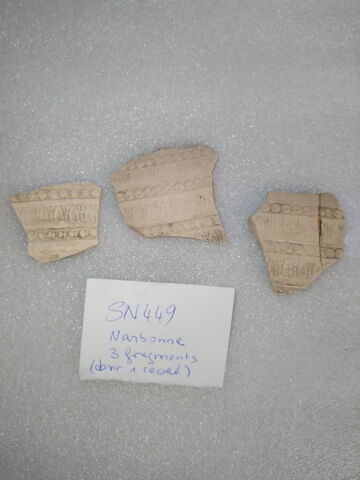 SN449
Narbonne
3 fragments
(dont 1 recollé)